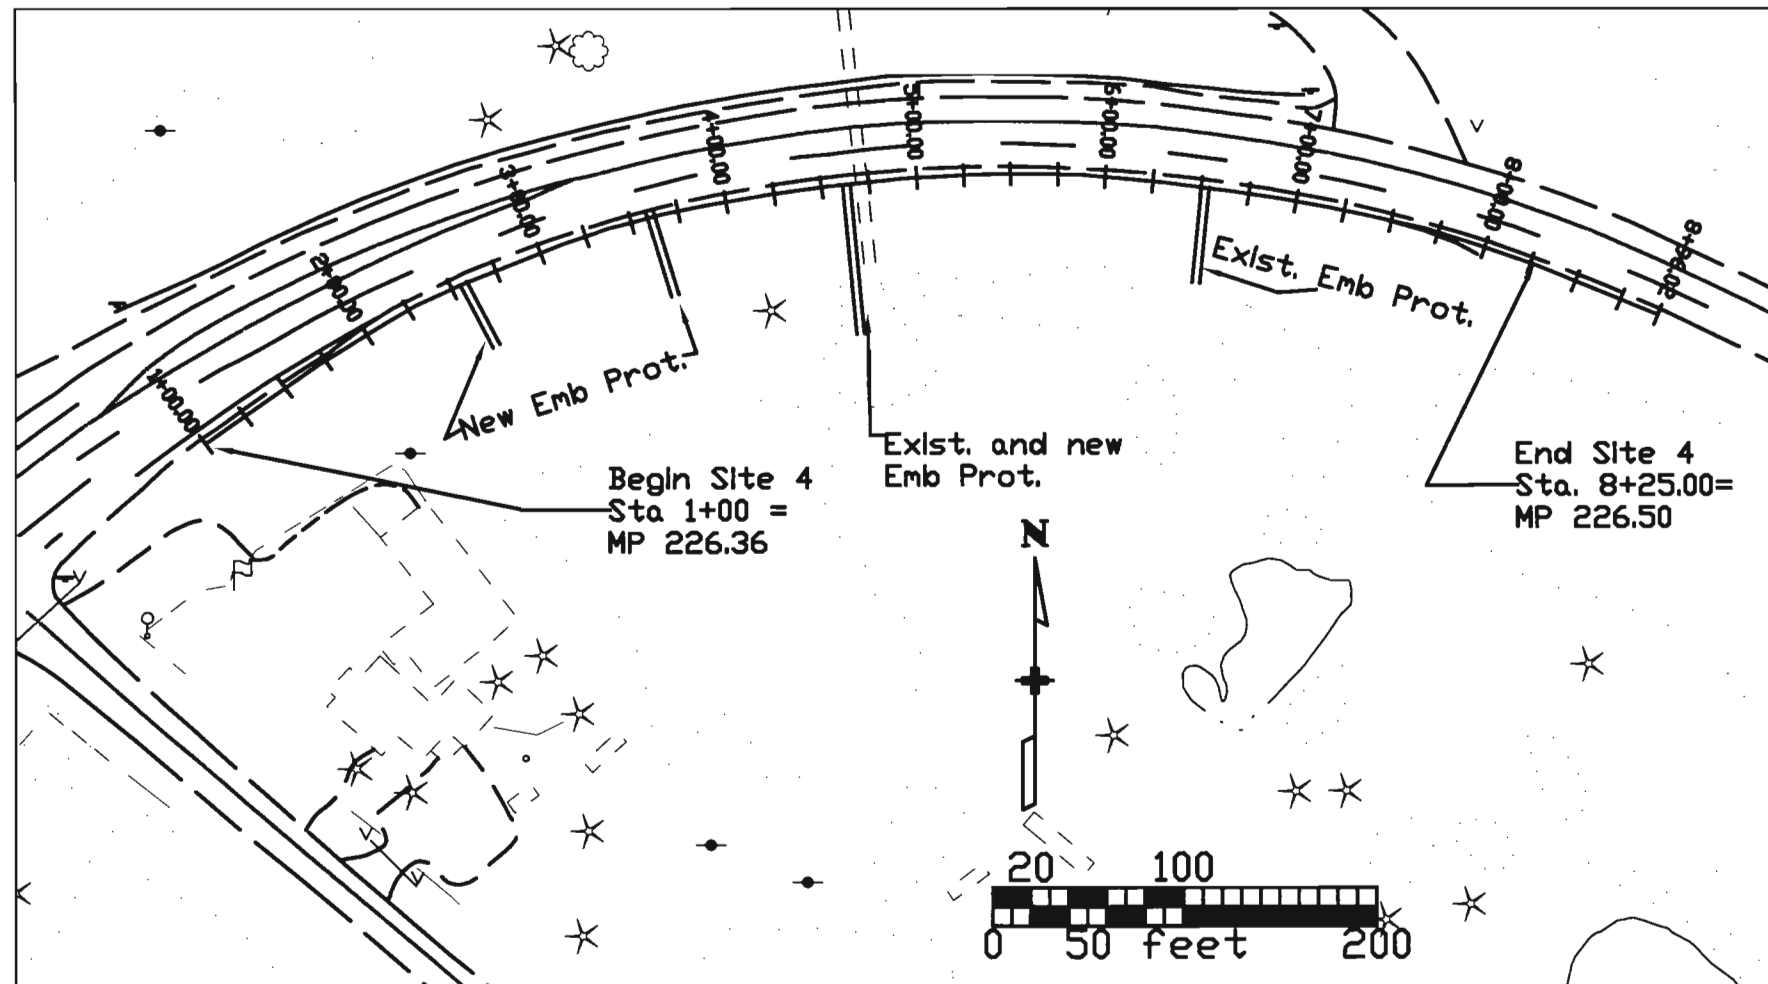 1+00.00
2+00.00
3+00.00
4+00.00
5+00.00
6+00.00
7+00.00
8+00.00
New Emb Prot.
Exist. and new
Emb Prot.
Exist. Emb Prot.
Begin Site 4
Sta 1+00 =
MP 226.36
End Site 4
Sta. 8+25.00=
MP 226.50
N
20 100
0 50 feet 200